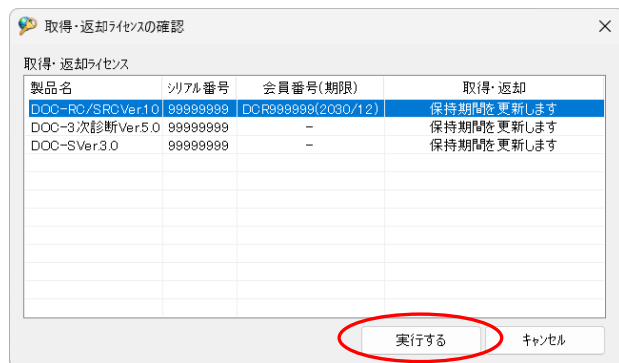 取得・返却ライセンスの確認
取得・返却ライセンス
製品名 シリアル番号 会員番号(期限) 取得・返却
DOC-RC/SRCVer.10 99999999 DCR999999(2030/12) 保持期間を更新します
DOC-3次診断Ver.5.0 99999999 - 保持期間を更新します
DOC-SVer.3.0 99999999 - 保持期間を更新します
実行する キャンセル